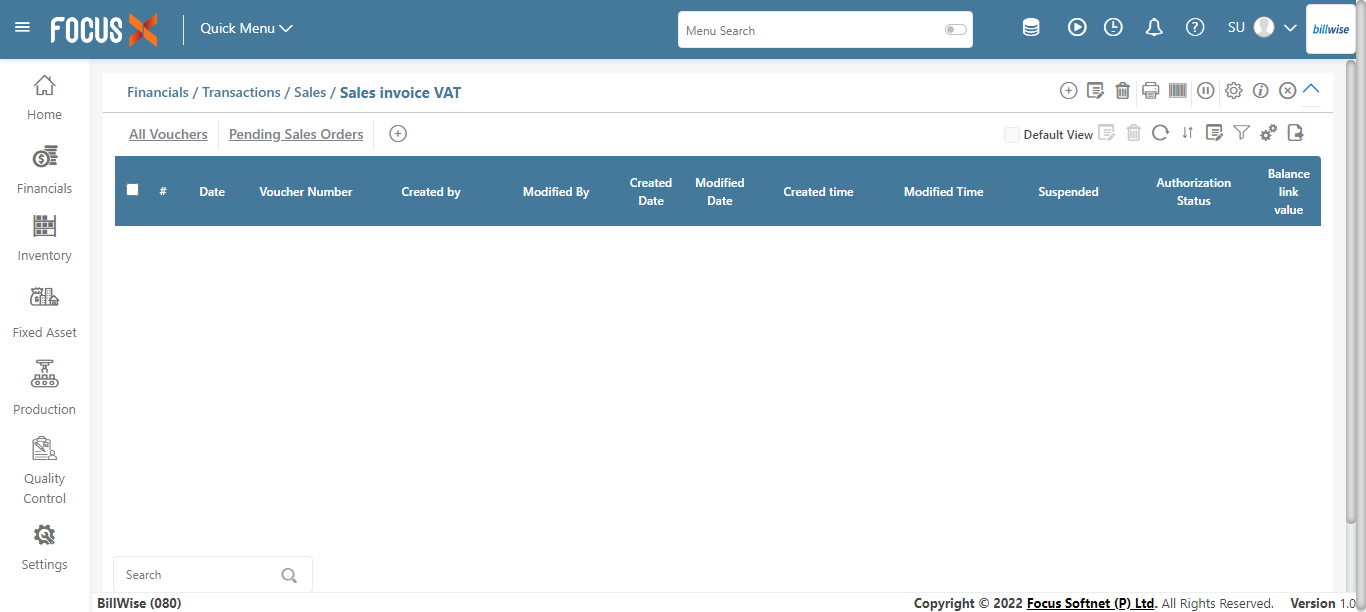 FOCUS X
Quick Menu
Menu Search
SU
billwise
Home
Financials
Inventory
Fixed Asset
Production
Quality
Control
Settings
Financials / Transactions / Sales / Sales invoice VAT
All Vouchers
Pending Sales Orders
Default View
#
Date
Voucher Number
Created by
Modified By
Created
Date
Modified
Date
Created time
Modified Time
Suspended
Authorization
Status
Balance
link
value
Search
BillWise (080)
Copyright © 2022 Focus Softnet (P) Ltd. All Rights Reserved.
Version 1.0